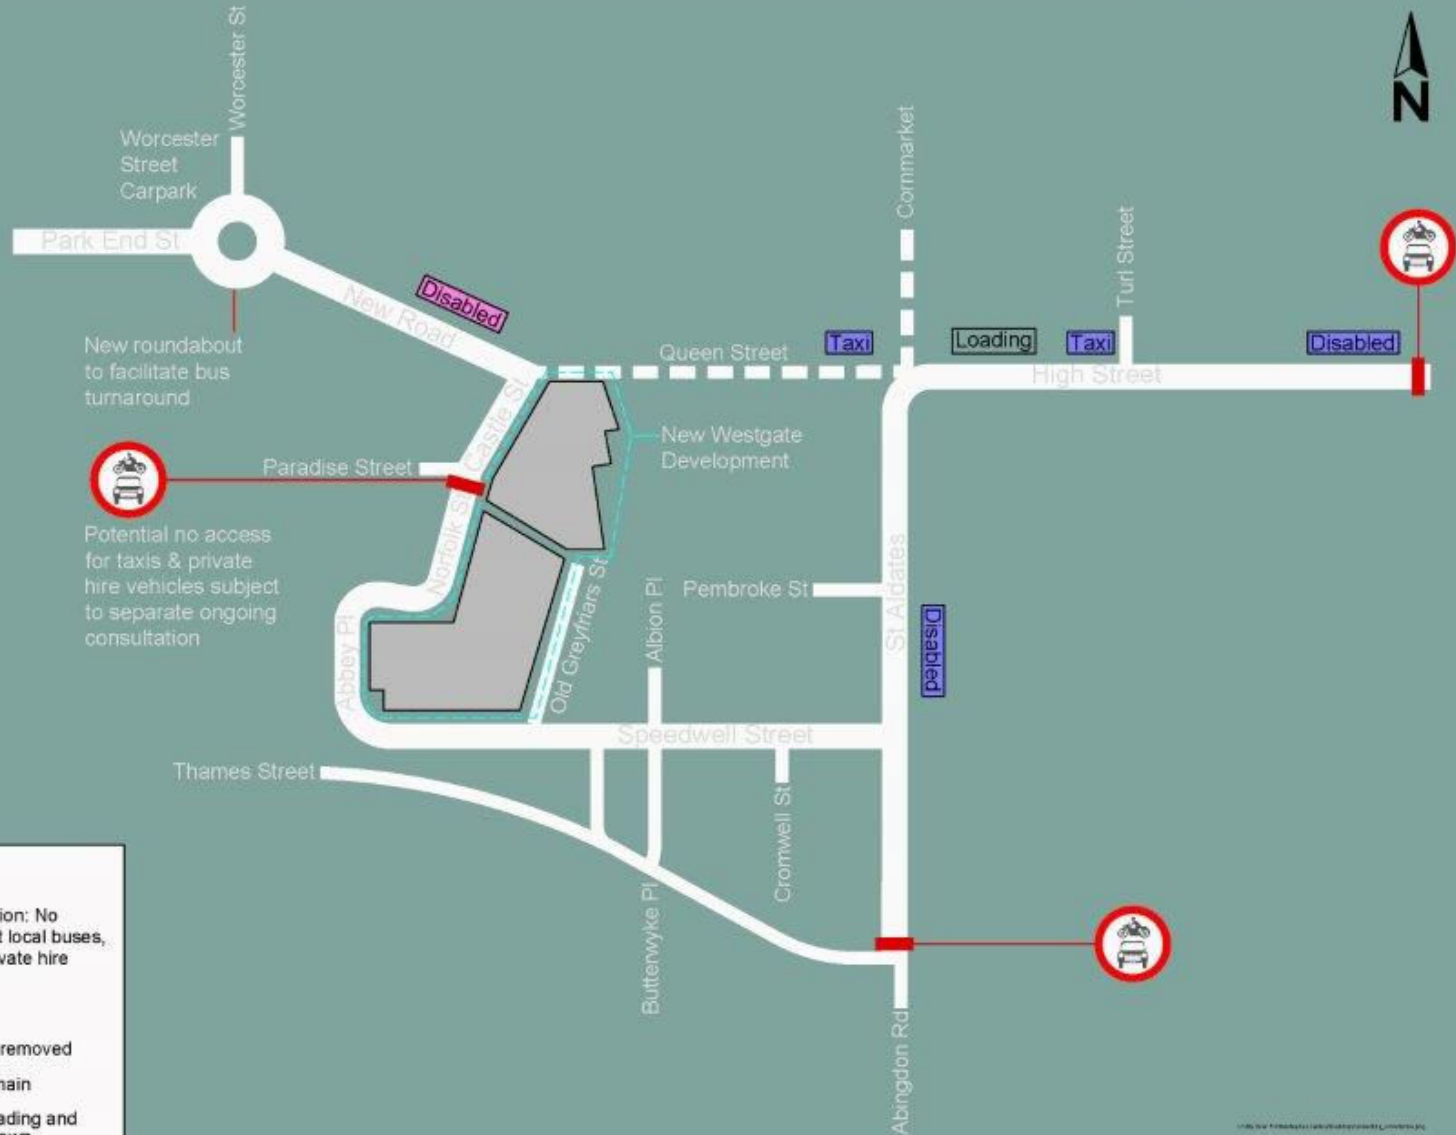 Worcester St
N
Worcester
Street
Carpark
Cornmarket
Turl Street
Park End St
New Road
Disabled
New roundabout
to facilitate bus
turnaround
Queen Street
Taxi
Loading
Taxi
Disabled
High Street
Castle St
New Westgate
Development
Paradise Street
Norfolk St
Potential no access
for taxis & private
hire vehicles subject
to separate ongoing
consultation
Old Greyfriars St
Albion Pl
Pembroke St
St Aldates
Disabled
Abbey Pl
Speedwell Street
Thames Street
Cromwell St
Butterwyke Pl
Abingdon Rd
ion: No
t local buses,
vate hire
removed
nain
ading and